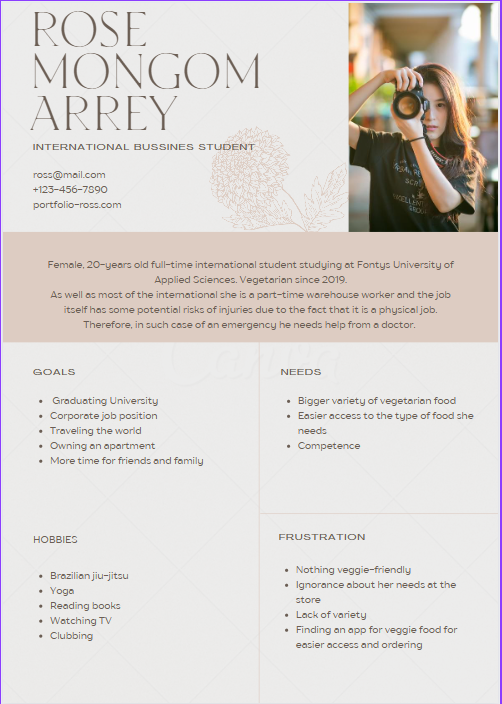 ROSE
MONGOM
ARREY
INTERNATIONAL BUSSINES STUDENT
ross@mail.com
+123-456-7890
portfolio-ross.com
Female, 20-years old full-time international student studying at Fontys University of
Applied Sciences. Vegetarian since 2019.
As well as most of the international she is a part-time warehouse worker and the job
itself has some potential risks of injuries due to the fact that it is a physical job.
Therefore, in such case of an emergency he needs help from a doctor.
Canva
GOALS
• Graduating University
• Corporate job position
• Traveling the world
• Owning an apartment
• More time for friends and family
NEEDS
• Bigger variety of vegetarian food
• Easier access to the type of food she
needs
• Competence
HOBBIES
• Brazilian jiu-jitsu
• Yoga
• Reading books
• Watching TV
• Clubbing
FRUSTRATION
• Nothing veggie-friendly
• Ignorance about her needs at the
store
• Lack of variety
• Finding an app for veggie food for
easier access and ordering